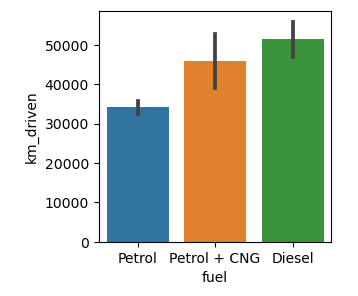 50000
40000
30000
20000
10000
0
km_driven
Petrol
Petrol + CNG
Diesel
fuel